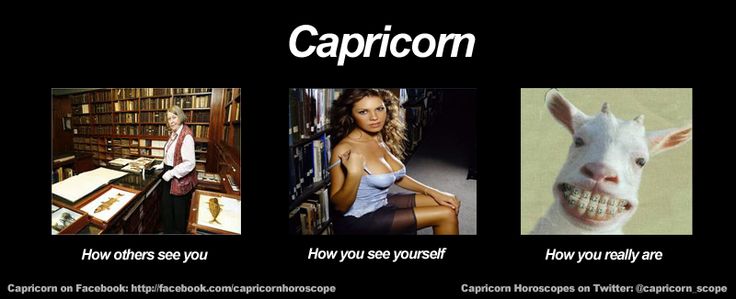 Capricorn
How others see you
How you see yourself
How you really are
Capricorn on Facebook: http://facebook.com/capricornhoroscope
Capricorn Horoscopes on Twitter: @capricorn_scope